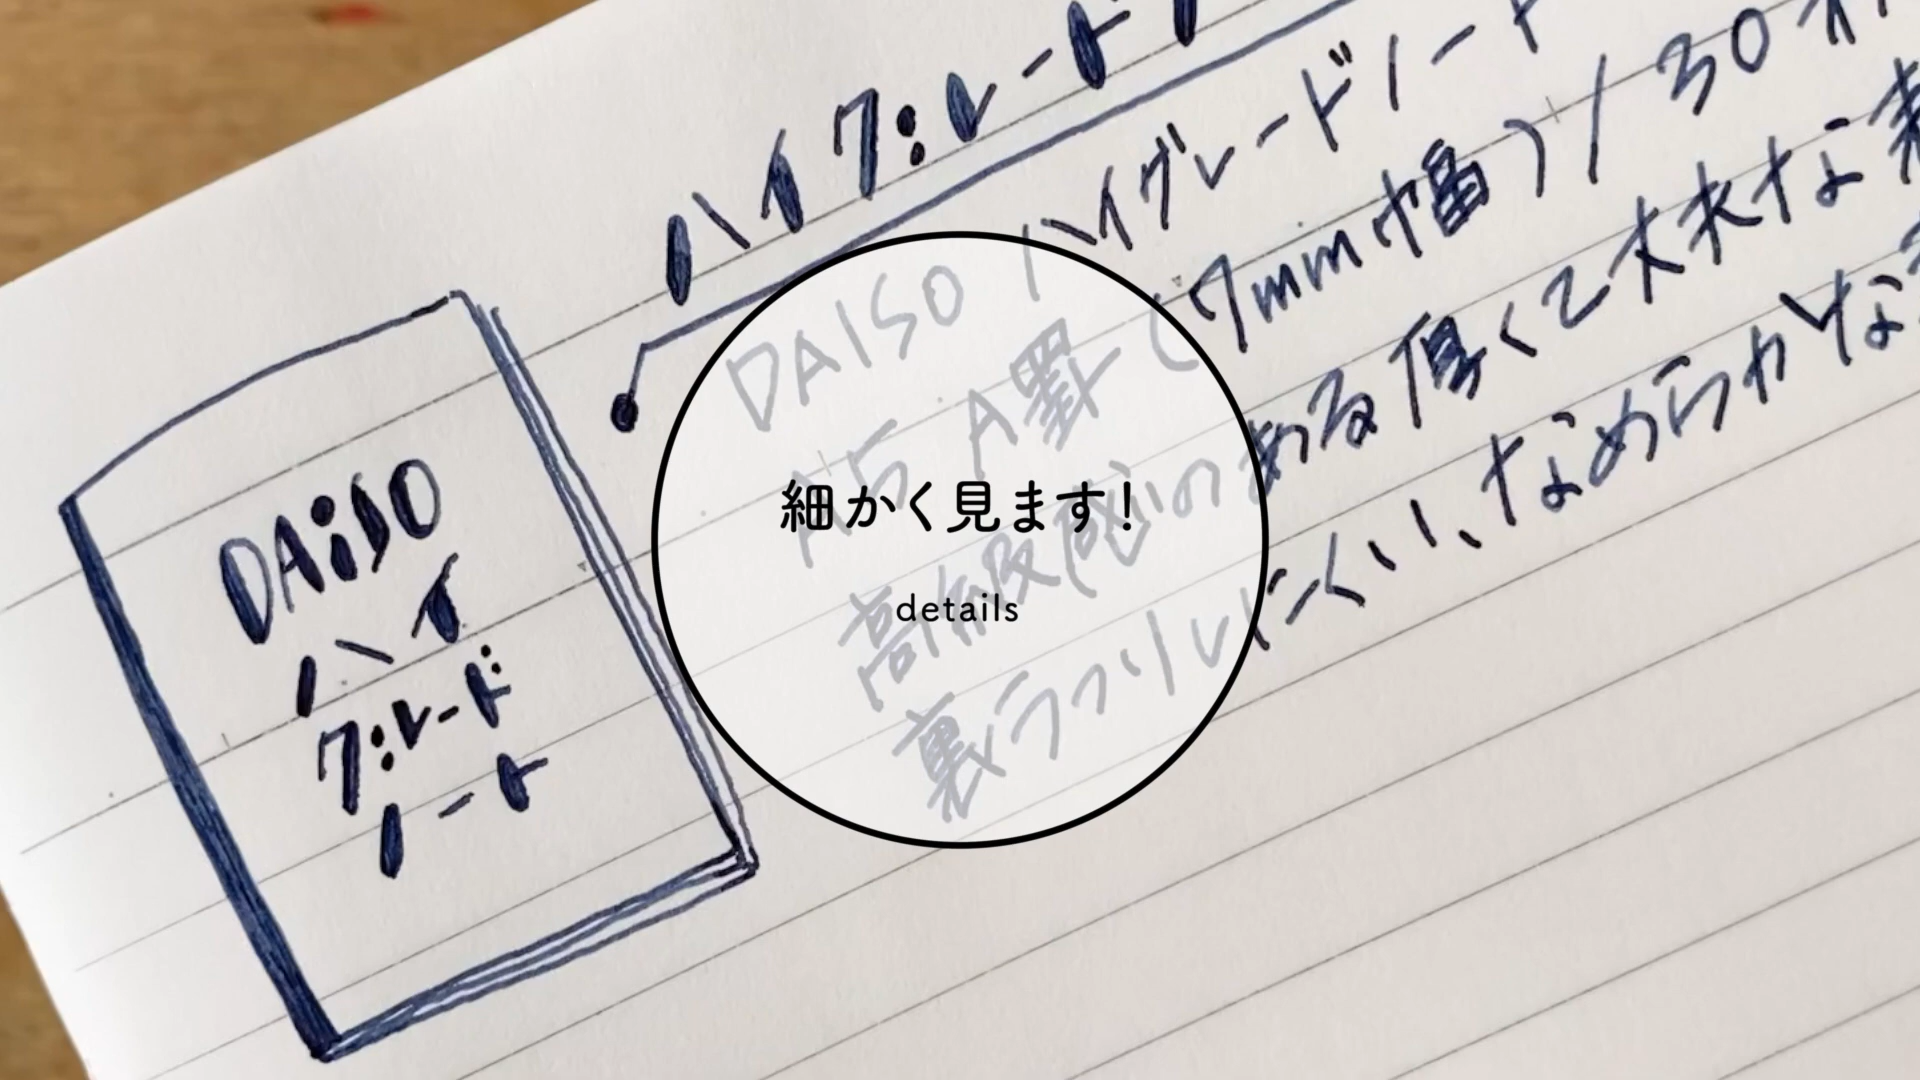 ハイグレード
DAISO ハイグレードノート
A5 A罫（7mm幅）/ 30枚
高級感のある厚くて丈夫な
裏うつりしにくい、なめらかな
DAiSO
ハイ
グレード
ノート
細かく見ます!
details